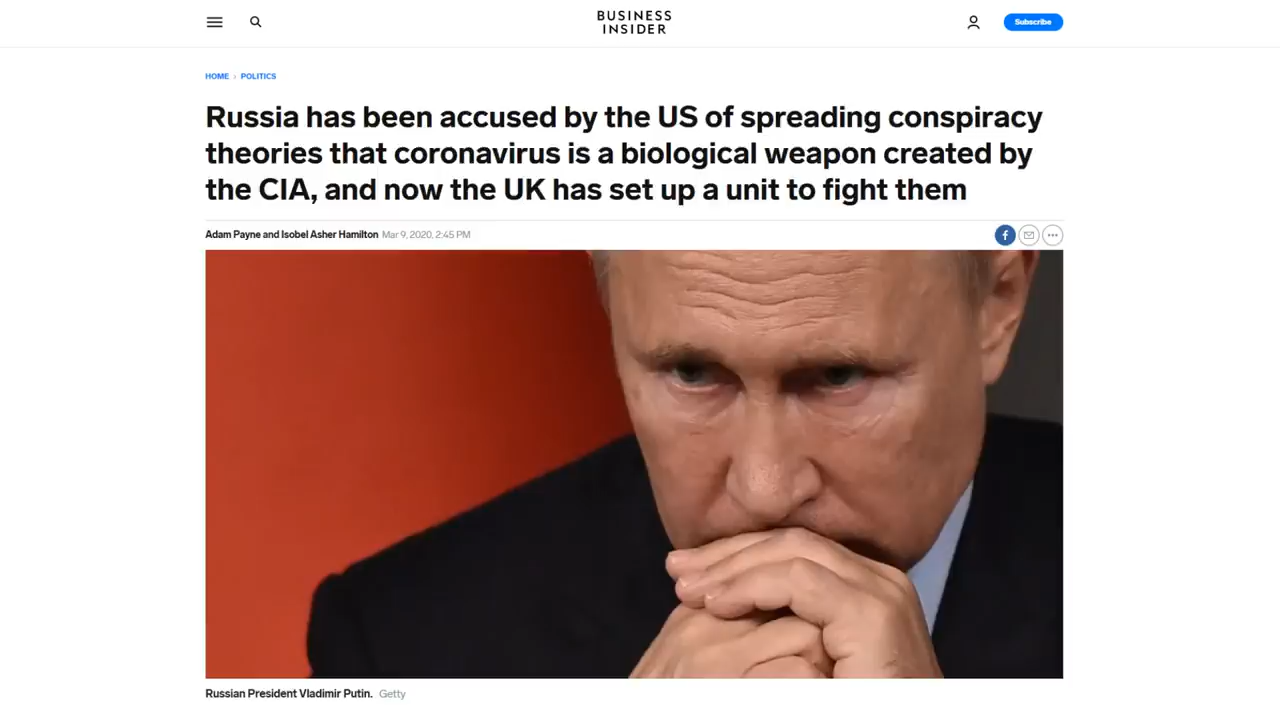 BUSINESS
INSIDER
Subscribe
HOME › POLITICS
Russia has been accused by the US of spreading conspiracy
theories that coronavirus is a biological weapon created by
the CIA, and now the UK has set up a unit to fight them
Adam Payne and Isobel Asher Hamilton Mar 9, 2020, 2:45 PM
Russian President Vladimir Putin. Getty